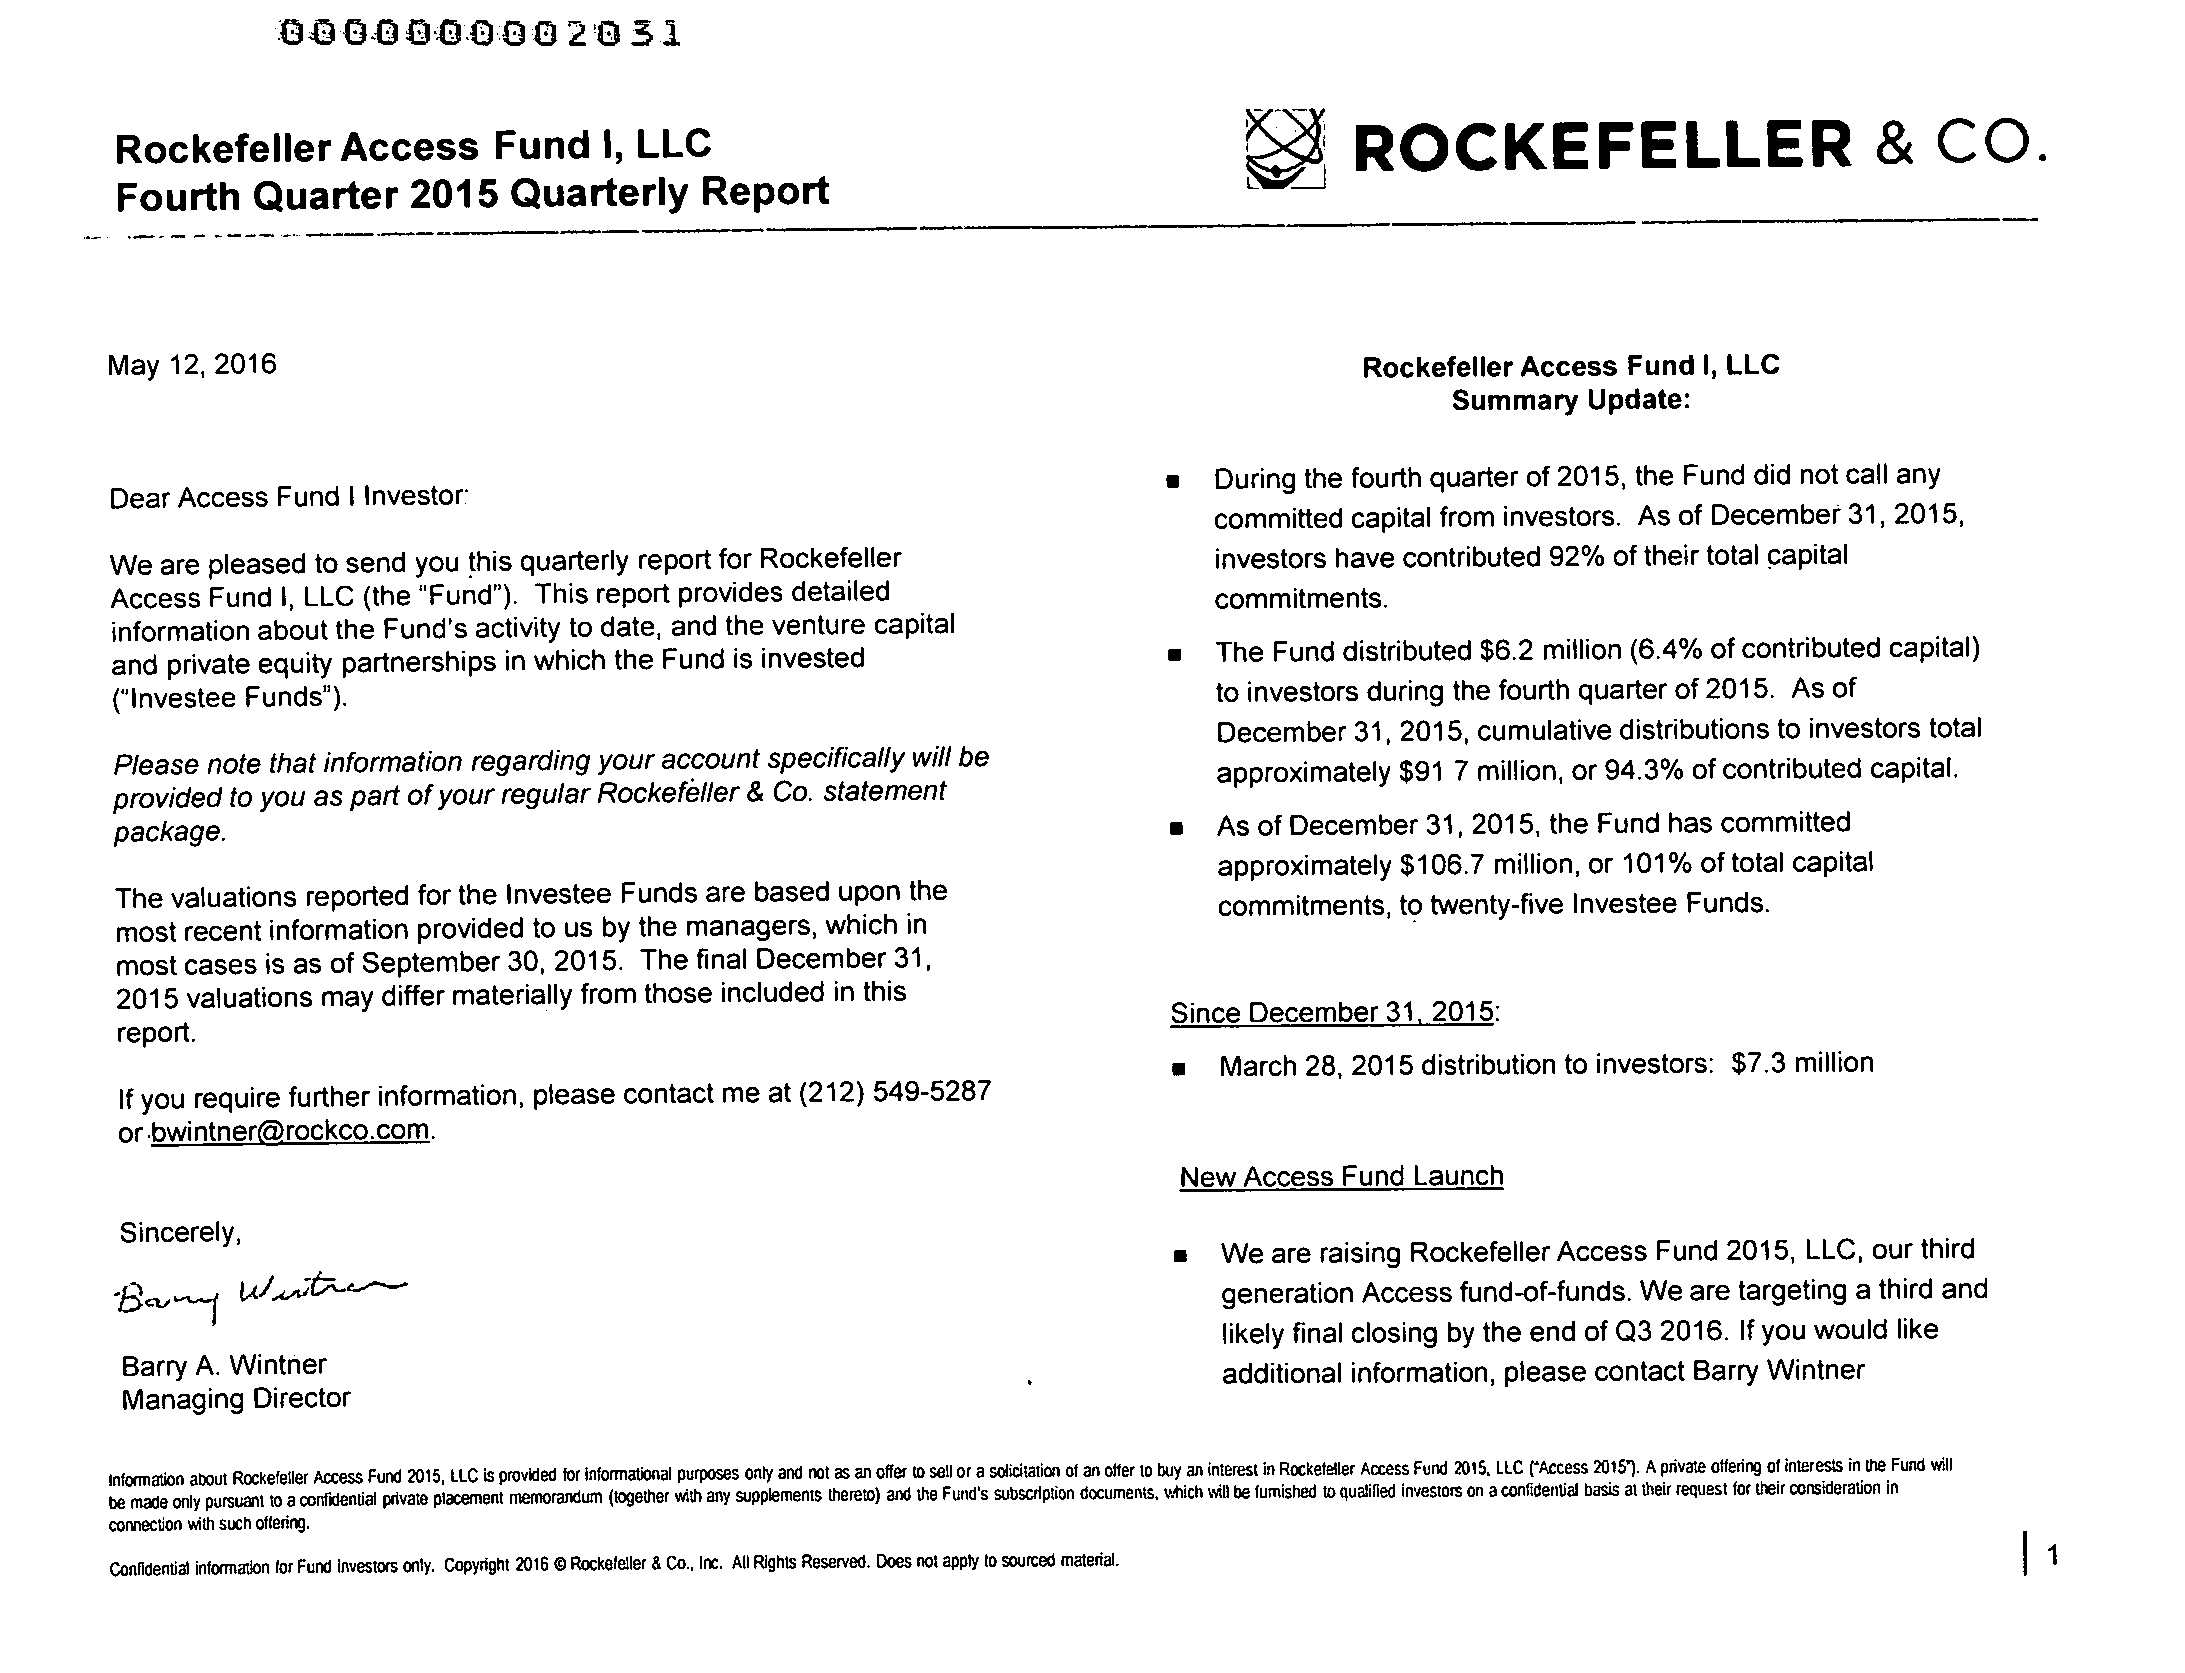 0000000002031
Rockefeller Access Fund I, LLC
Fourth Quarter 2015 Quarterly Report
ROCKEFELLER & CO.
May 12, 2016
Dear Access Fund I Investor:
We are pleased to send you this quarterly report for Rockefeller
Access Fund I, LLC (the "Fund"). This report provides detailed
information about the Fund's activity to date, and the venture capital
and private equity partnerships in which the Fund is invested
("Investee Funds").
Please note that information regarding your account specifically will be
provided to you as part of your regular Rockefeller & Co. statement
package.
The valuations reported for the Investee Funds are based upon the
most recent information provided to us by the managers, which in
most cases is as of September 30, 2015. The final December 31,
2015 valuations may differ materially from those included in this
report.
If you require further information, please contact me at (212) 549-5287
or bwintner@rockco.com.
Sincerely,
Barry Wintner
Barry A. Wintner
Managing Director
Rockefeller Access Fund I, LLC
Summary Update:
■ During the fourth quarter of 2015, the Fund did not call any
committed capital from investors. As of December 31, 2015,
investors have contributed 92% of their total capital
commitments.
■ The Fund distributed $6.2 million (6.4% of contributed capital)
to investors during the fourth quarter of 2015. As of
December 31, 2015, cumulative distributions to investors total
approximately $91 7 million, or 94.3% of contributed capital.
■ As of December 31, 2015, the Fund has committed
approximately $106.7 million, or 101% of total capital
commitments, to twenty-five Investee Funds.
Since December 31, 2015:
■ March 28, 2015 distribution to investors: $7.3 million
New Access Fund Launch
■ We are raising Rockefeller Access Fund 2015, LLC, our third
generation Access fund-of-funds. We are targeting a third and
likely final closing by the end of Q3 2016. If you would like
additional information, please contact Barry Wintner
Information about Rockefeller Access Fund 2015, LLC is provided for informational purposes only and not as an offer to sell or a solicitation of an offer to buy an interest in Rockefeller Access Fund 2015, LLC ("Access 2015"). A private offering of interests in the Fund will
be made only pursuant to a confidential private placement memorandum (together with any supplements thereto) and the Fund's subscription documents, which will be furnished to qualified investors on a confidential basis at their request for their consideration in
connection with such offering.
Confidential information for Fund investors only. Copyright 2016 © Rockefeller & Co., Inc. All Rights Reserved. Does not apply to sourced material.
1